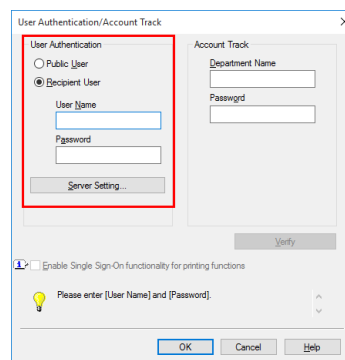 User Authentication/Account Track
User Authentication
Public User
Recipient User
User Name
Password
Server Setting...
Account Track
Department Name
Password
Verify
Enable Single Sign-On functionality for printing functions
Please enter [User Name] and [Password].
OK
Cancel
Help